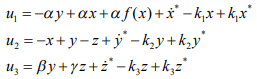 u₁ = −αy + αx + αf(x) + ẋ* − k₁x + k₁x*
u₂ = −x + y − z + ẏ* − k₂y + k₂y*
u₃ = βy + γz + ż* − k₃z + k₃z*